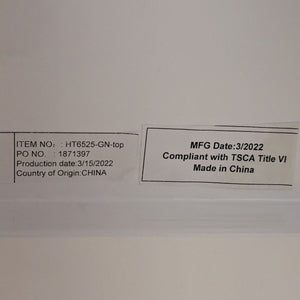 ITEM NO： : HT6525-GN-top
PO NO. : 1871397
Production date:3/15/2022
Country of Origin:CHINA
MFG Date:3/2022
Compliant with TSCA Title VI
Made in China